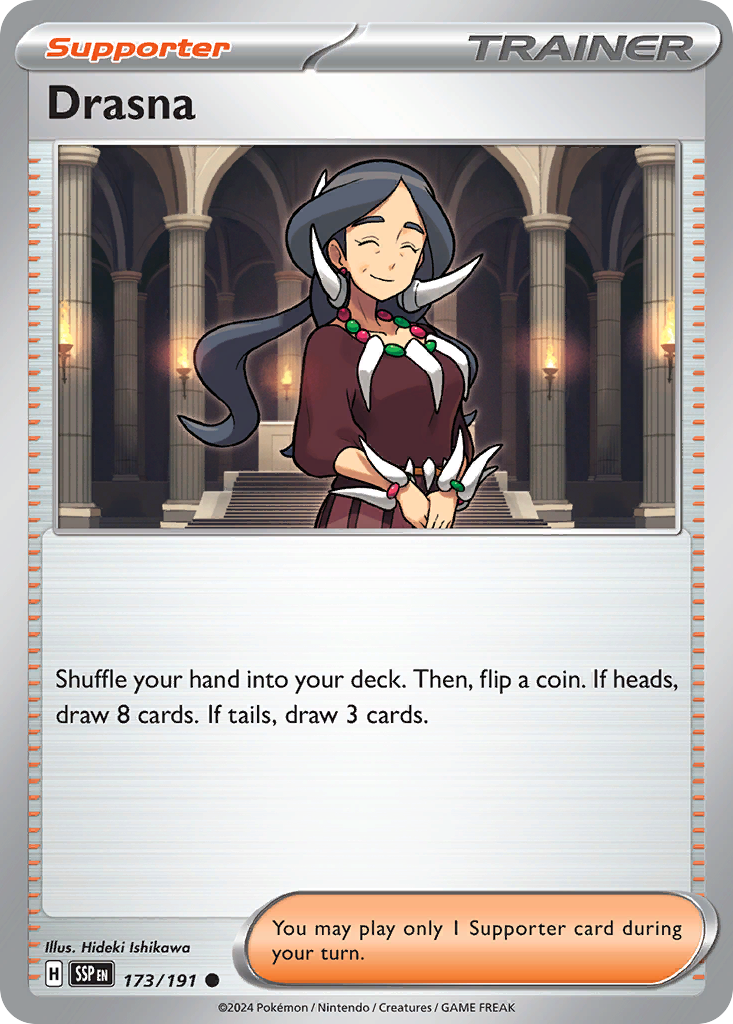 Supporter
TRAINER
Drasna
Shuffle your hand into your deck. Then, flip a coin. If heads,
draw 8 cards. If tails, draw 3 cards.
Illus. Hideki Ishikawa
You may play only 1 Supporter card during
your turn.
H SSP EN 173/191
©2024 Pokémon / Nintendo / Creatures / GAME FREAK